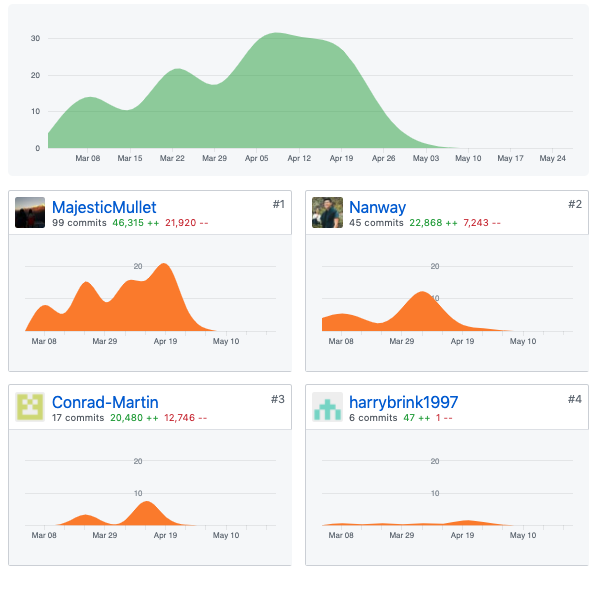 30
20
10
0
Mar 08 Mar 15 Mar 22 Mar 29 Apr 05 Apr 12 Apr 19 Apr 26 May 03 May 10 May 17 May 24
MajesticMullet #1
99 commits 46,315 ++ 21,920 --
20
Mar 08 Mar 29 Apr 19 May 10
Nanway #2
45 commits 22,868 ++ 7,243 --
20
10
Mar 08 Mar 29 Apr 19 May 10
Conrad-Martin #3
17 commits 20,480 ++ 12,746 --
20
10
Mar 08 Mar 29 Apr 19 May 10
harrybrink1997 #4
6 commits 47 ++ 1 --
20
10
Mar 08 Mar 29 Apr 19 May 10